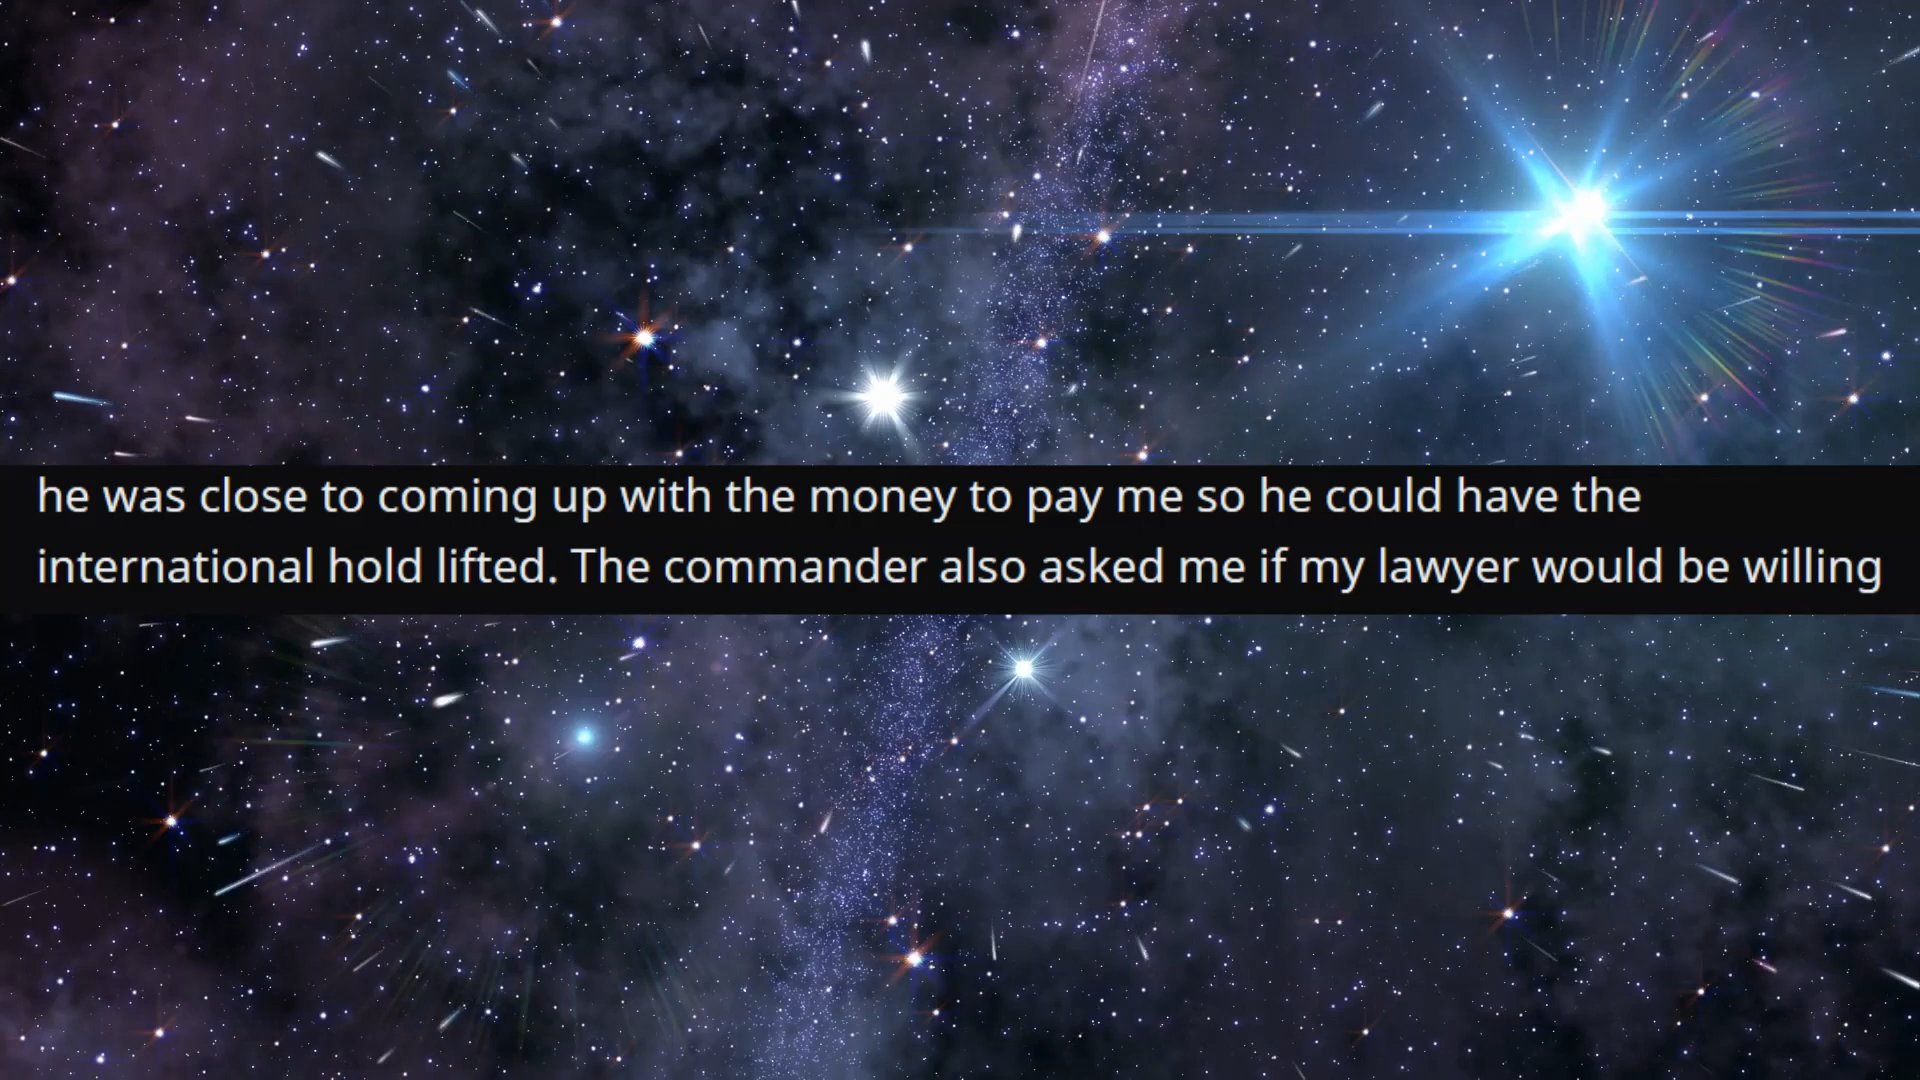 he was close to coming up with the money to pay me so he could have the
international hold lifted. The commander also asked me if my lawyer would be willing